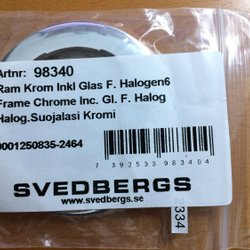 Artnr: 98340
Ram Krom Inkl Glas F. Halogen6
Frame Chrome Inc. Gl. F. Halog
Halog.Suojalasi Kromi
0001250835-2464
7 392533 983404
SVEDBERGS
www.svedbergs.se
334